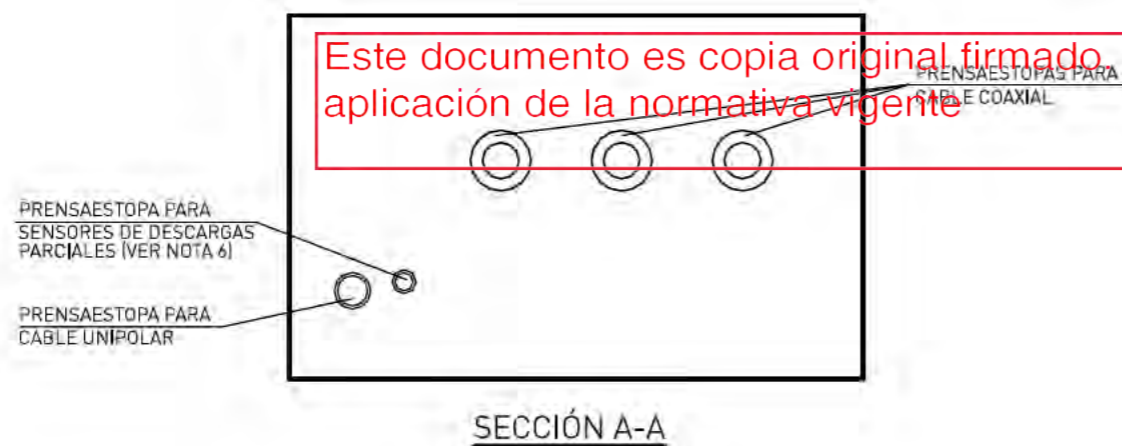 Este documento es copia original firmado.
aplicación de la normativa vigente
PRENSAESTOPAS PARA
CABLE COAXIAL.
PRENSAESTOPA PARA
SENSORES DE DESCARGAS
PARCIALES (VER NOTA 6)
PRENSAESTOPA PARA
CABLE UNIPOLAR
SECCIÓN A-A